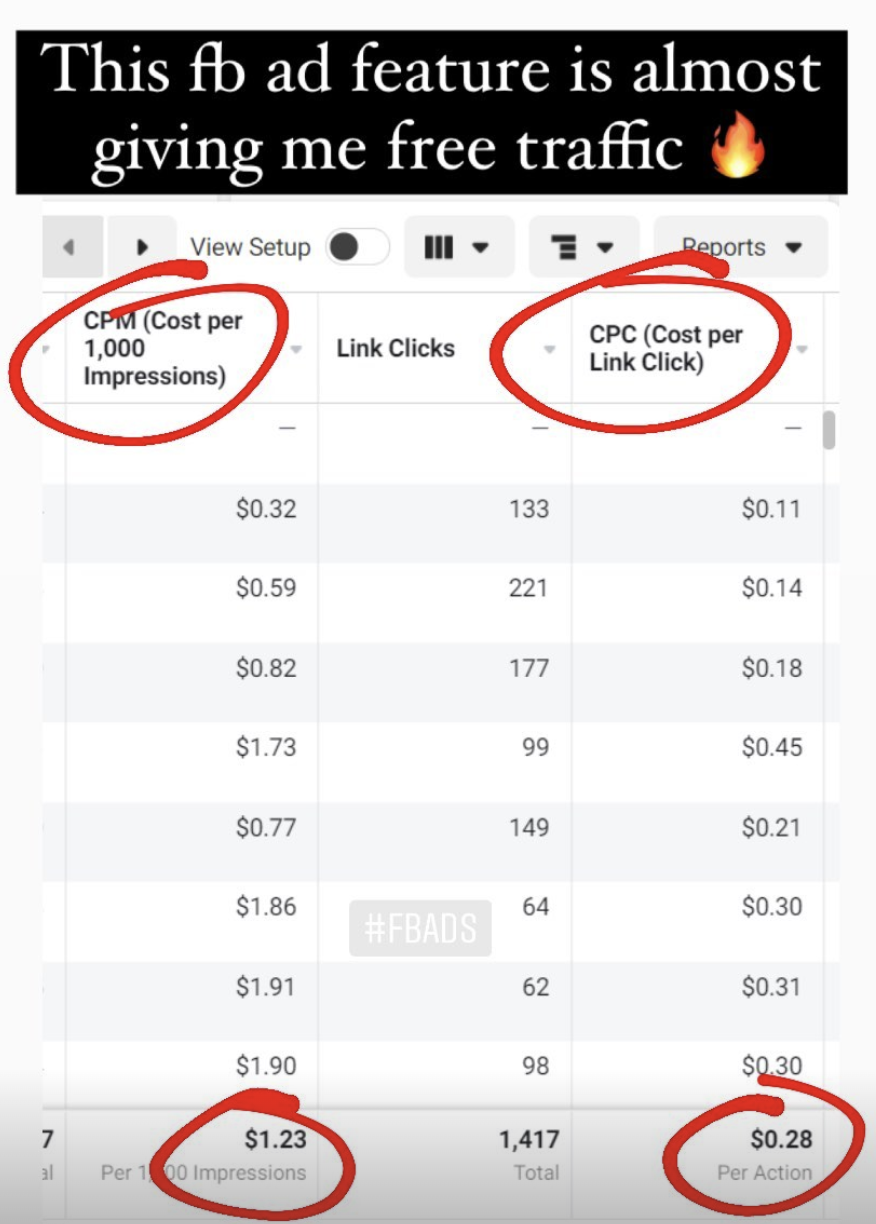 This fb ad feature is almost
giving me free traffic 🔥
View Setup
Reports
CPM (Cost per
1,000
Impressions)
Link Clicks
CPC (Cost per
Link Click)
— — —
$0.32 133 $0.11
$0.59 221 $0.14
$0.82 177 $0.18
$1.73 99 $0.45
$0.77 149 $0.21
$1.86 64 $0.30
#FBADS
$1.91 62 $0.31
$1.90 98 $0.30
7 $1.23 1,417 $0.28
al Per 1,000 Impressions Total Per Action